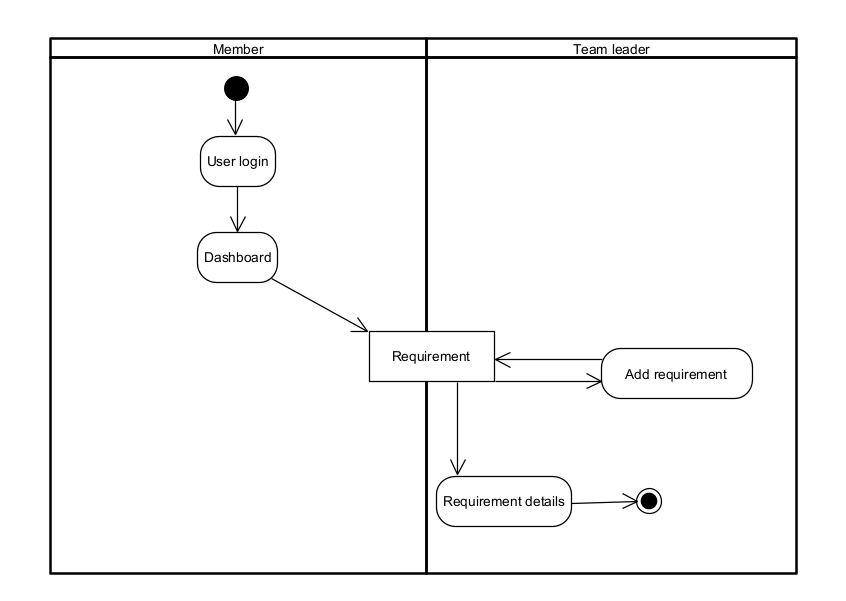 Member
Team leader
User login
Dashboard
Requirement
Add requirement
Requirement details